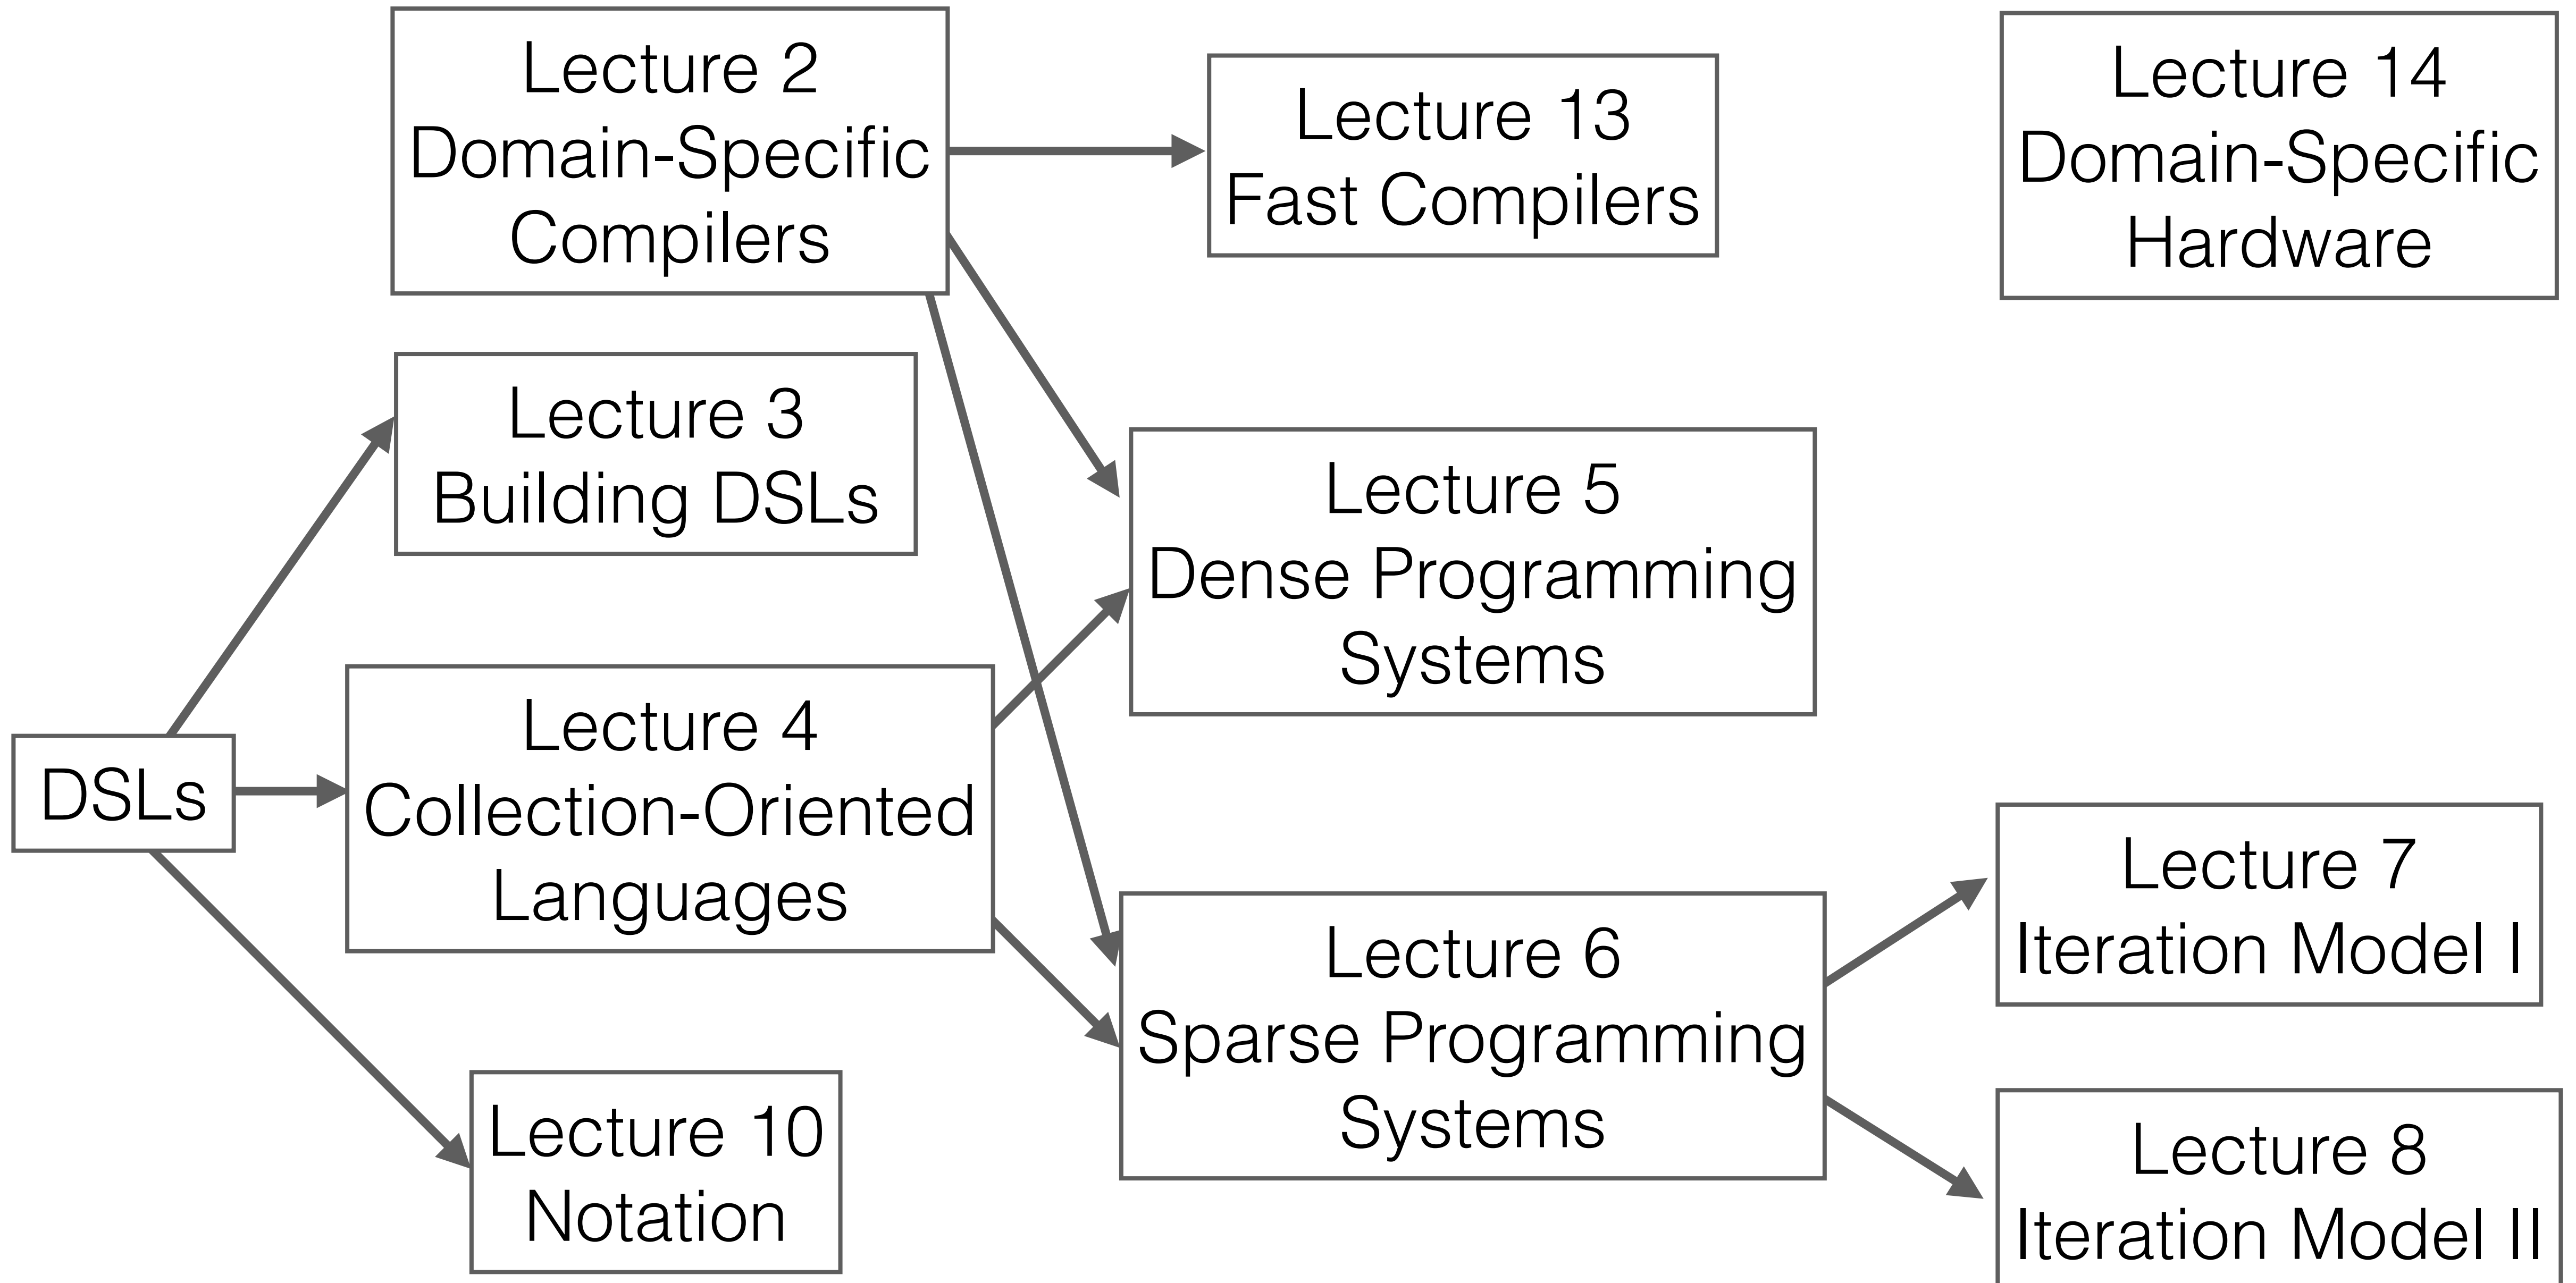 Lecture 2
Domain-Specific
Compilers
Lecture 13
Fast Compilers
Lecture 14
Domain-Specific
Hardware
Lecture 3
Building DSLs
Lecture 5
Dense Programming
Systems
DSLs
Lecture 4
Collection-Oriented
Languages
Lecture 6
Sparse Programming
Systems
Lecture 7
Iteration Model I
Lecture 10
Notation
Lecture 8
Iteration Model II